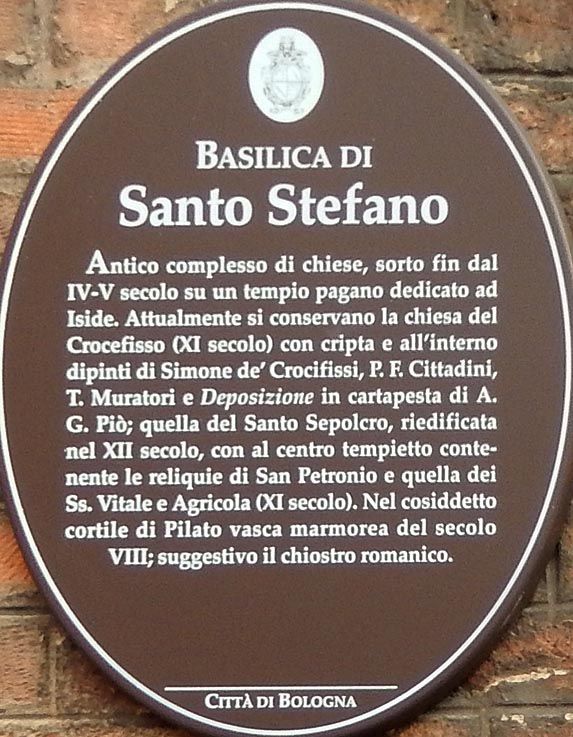 BASILICA DI
Santo Stefano
Antico complesso di chiese, sorto fin dal
IV-V secolo su un tempio pagano dedicato ad
Iside. Attualmente si conservano la chiesa del
Crocefisso (XI secolo) con cripta e all'interno
dipinti di Simone de' Crocifissi, P. F. Cittadini,
T. Muratori e Deposizione in cartapesta di A.
G. Piò; quella del Santo Sepolcro, riedificata
nel XII secolo, con al centro tempietto conte-
nente le reliquie di San Petronio e quella dei
Ss. Vitale e Agricola (XI secolo). Nel cosiddetto
cortile di Pilato vasca marmorea del secolo
VIII; suggestivo il chiostro romanico.
CITTÀ DI BOLOGNA